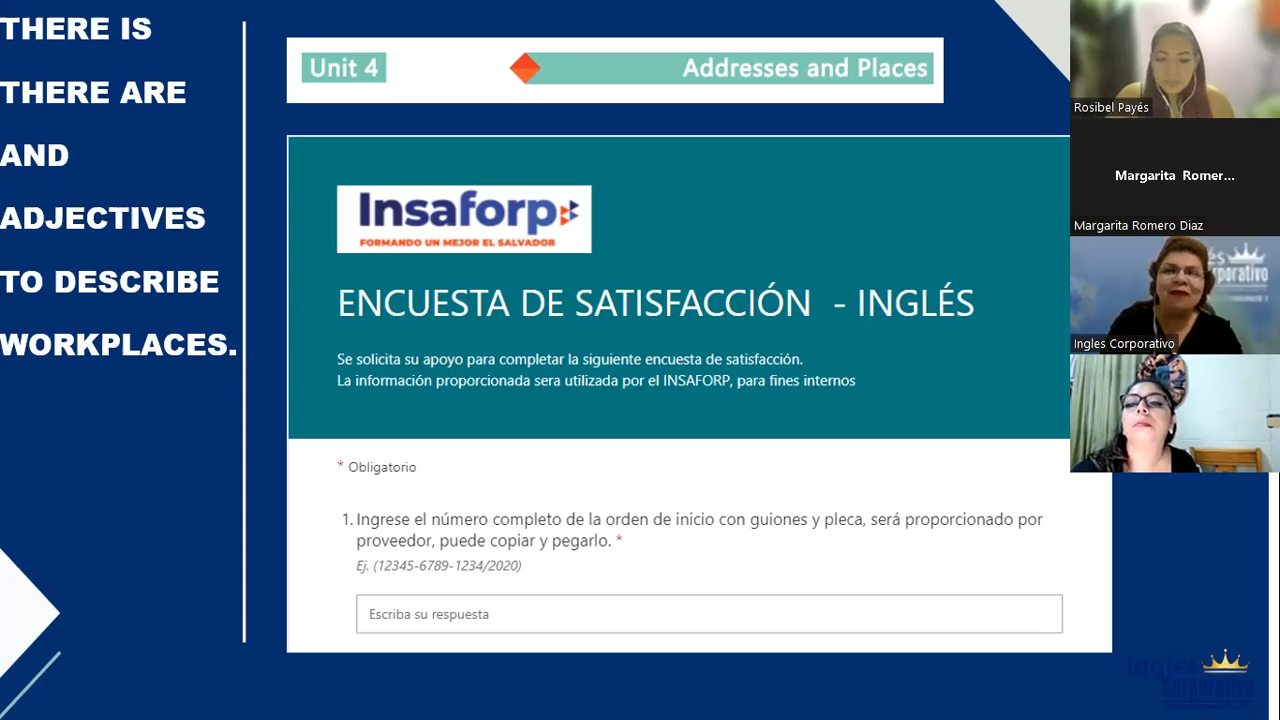 THERE IS
THERE ARE
AND
ADJECTIVES
TO DESCRIBE
WORKPLACES.
Unit 4
Addresses and Places
Insaforp
FORMANDO UN MEJOR EL SALVADOR
ENCUESTA DE SATISFACCIÓN - INGLÉS
Se solicita su apoyo para completar la siguiente encuesta de satisfacción.
La información proporcionada sera utilizada por el INSAFORP, para fines internos
* Obligatorio
1. Ingrese el número completo de la orden de inicio con guiones y pleca, será proporcionado por
proveedor, puede copiar y pegarlo. *
Ej. (12345-6789-1234/2020)
Escriba su respuesta
Rosibel Payés
Margarita Romer...
Margarita Romero Diaz
Ingles Corporativo
Inglés
Corporativo